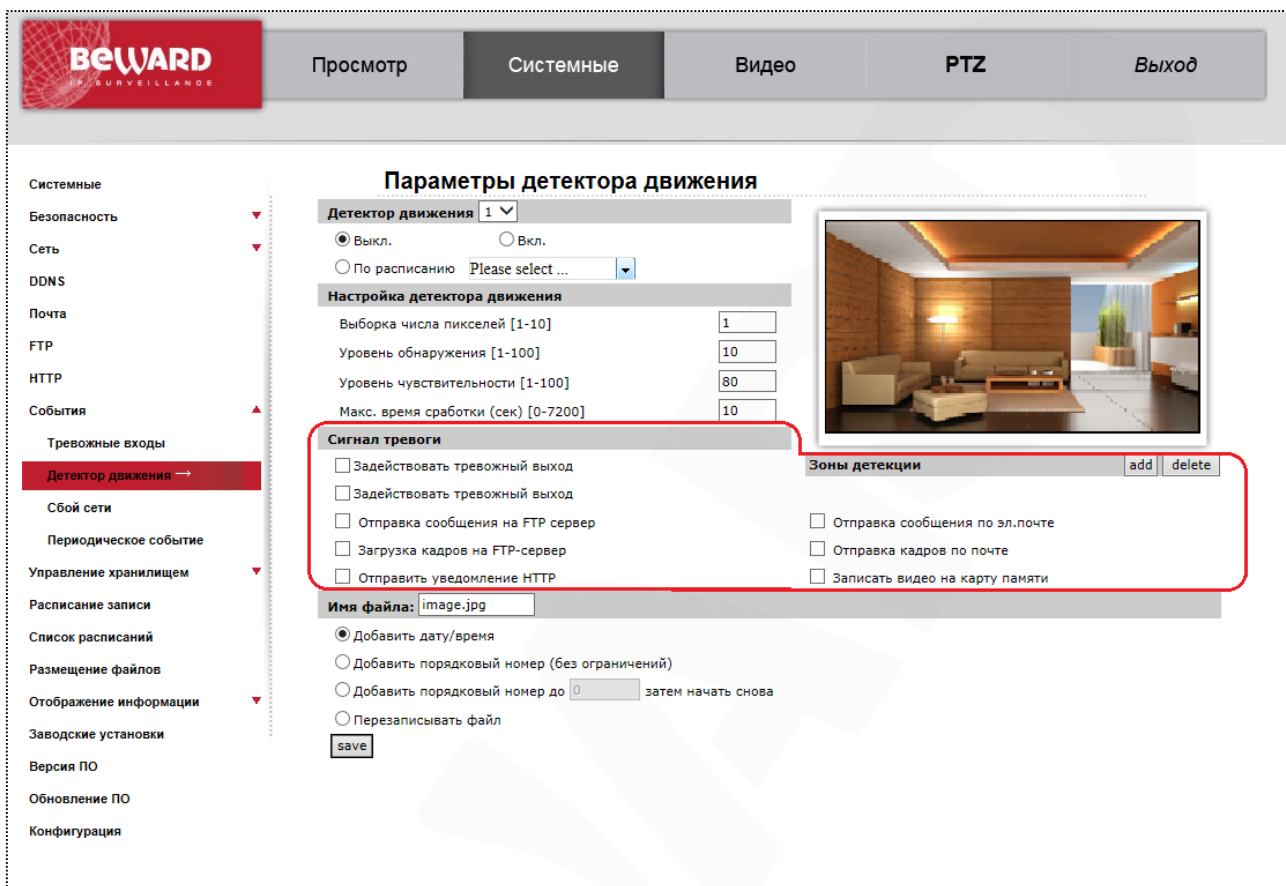 BEWARD
IP SURVEILLANCE
Просмотр
Системные
Видео
PTZ
Выход
Системные
Безопасность
Сеть
DDNS
Почта
FTP
HTTP
События
Тревожные входы
Детектор движения →
Сбой сети
Периодическое событие
Управление хранилищем
Расписание записи
Список расписаний
Размещение файлов
Отображение информации
Заводские установки
Версия ПО
Обновление ПО
Конфигурация
Параметры детектора движения
Детектор движения 1
Выкл. Вкл.
По расписанию Please select ...
Настройка детектора движения
Выборка числа пикселей [1-10] 1
Уровень обнаружения [1-100] 10
Уровень чувствительности [1-100] 80
Макс. время сработки (сек) [0-7200] 10
Сигнал тревоги
Зоны детекции add delete
Задействовать тревожный выход
Задействовать тревожный выход
Отправка сообщения на FTP сервер Отправка сообщения по эл.почте
Загрузка кадров на FTP-сервер Отправка кадров по почте
Отправить уведомление HTTP Записать видео на карту памяти
Имя файла: image.jpg
Добавить дату/время
Добавить порядковый номер (без ограничений)
Добавить порядковый номер до 0 затем начать снова
Перезаписывать файл
save